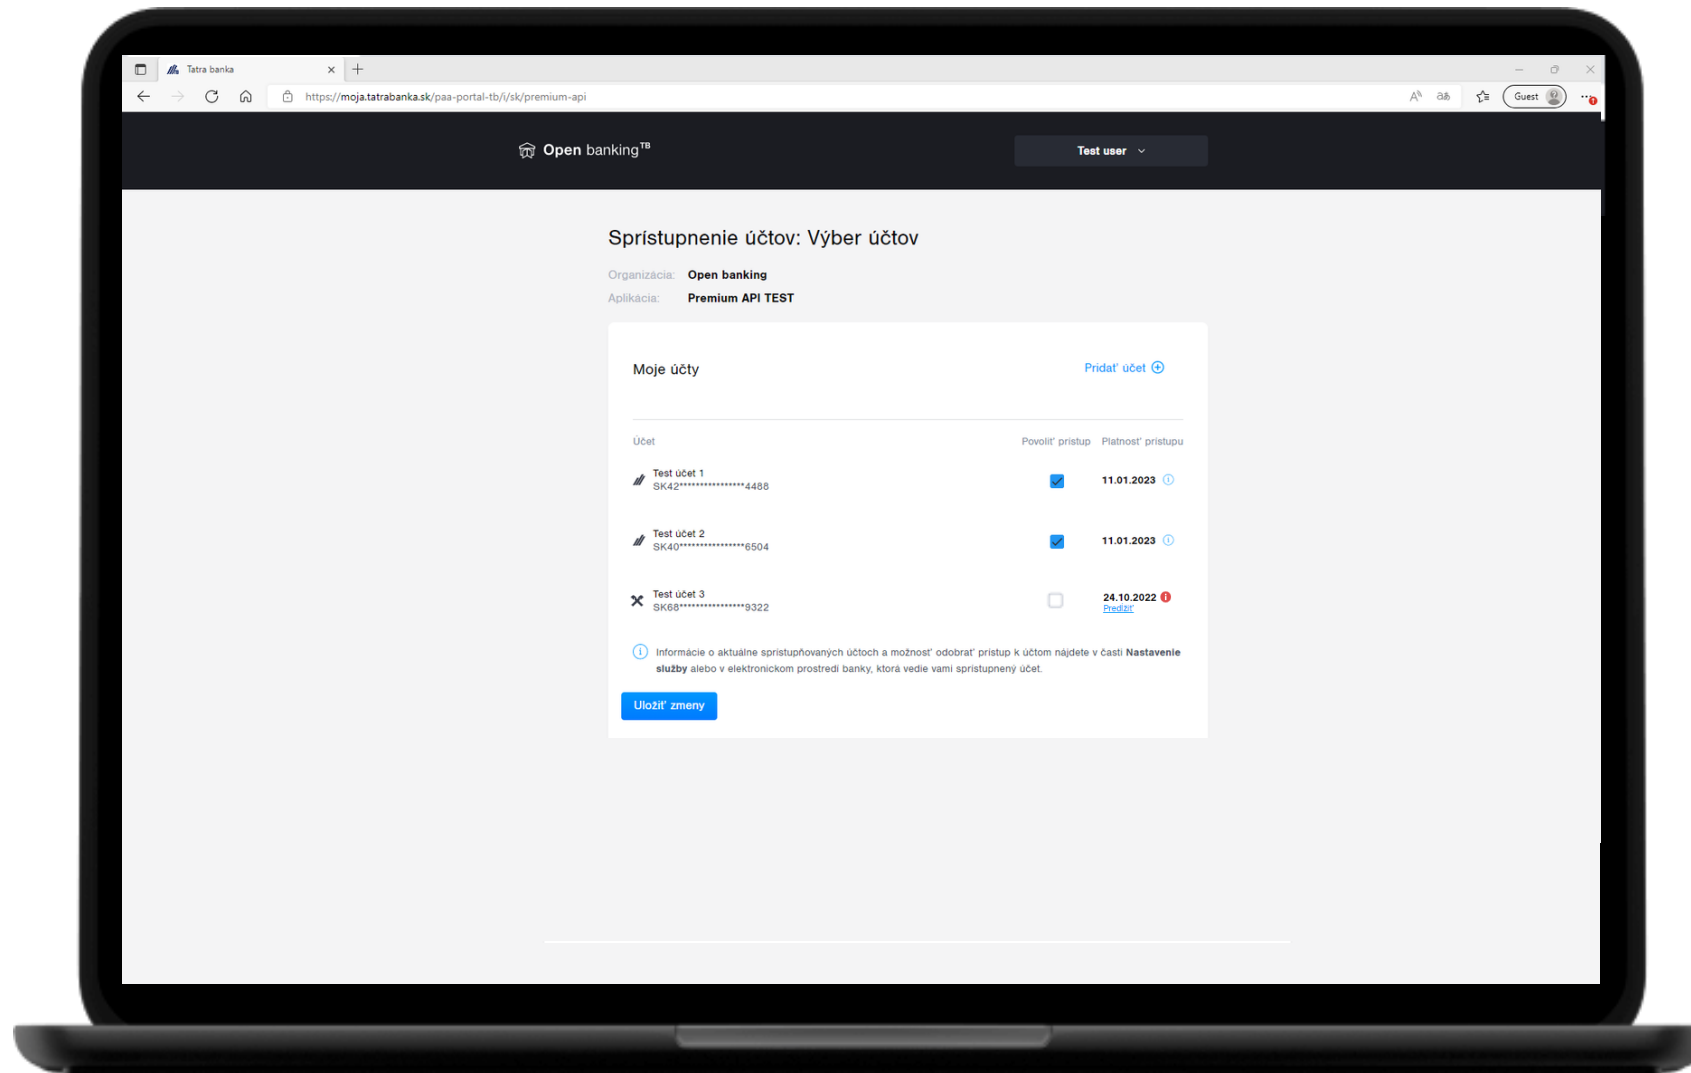 Tatra banka
https://moja.tatrabanka.sk/paa-portal-tb/i/sk/premium-api
Guest
Open bankingTB
Test user
Sprístupnenie účtov: Výber účtov
Organizácia: Open banking
Aplikácia: Premium API TEST
Moje účty
Pridať účet
Účet Povoliť prístup Platnosť prístupu
Test účet 1
SK42****************4488
11.01.2023
Test účet 2
SK40****************6504
11.01.2023
Test účet 3
SK68****************9322
24.10.2022
Predĺžiť
Informácie o aktuálne sprístupňovaných účtoch a možnosť odobrať prístup k účtom nájdete v časti Nastavenie
služby alebo v elektronickom prostredí banky, ktorá vedie vami sprístupnený účet.
Uložiť zmeny